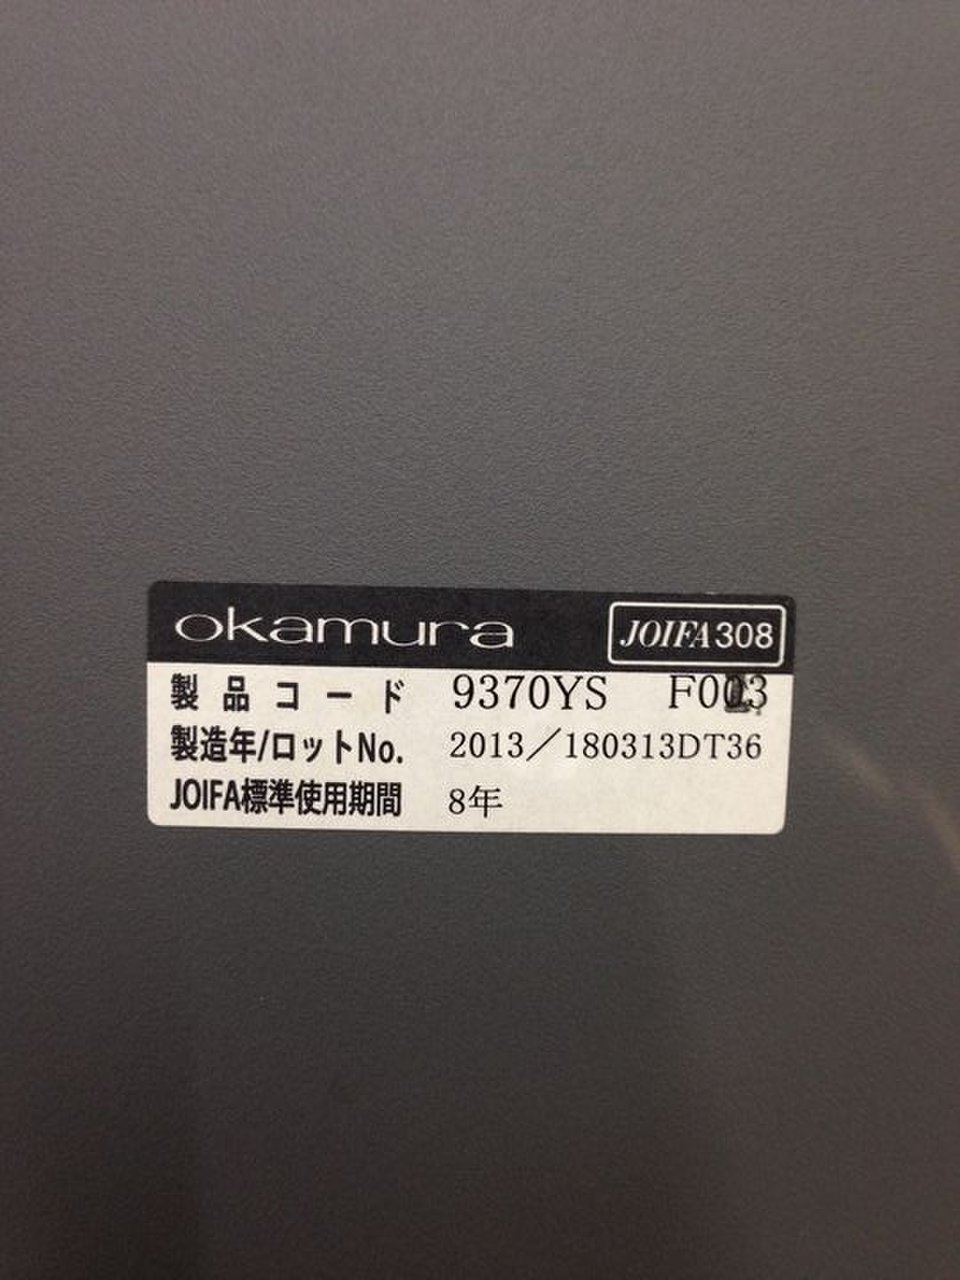 okamura
JOIFA308
製品コード 9370YS F003
製造年/ロットNo. 2013／180313DT36
JOIFA標準使用期間 8年